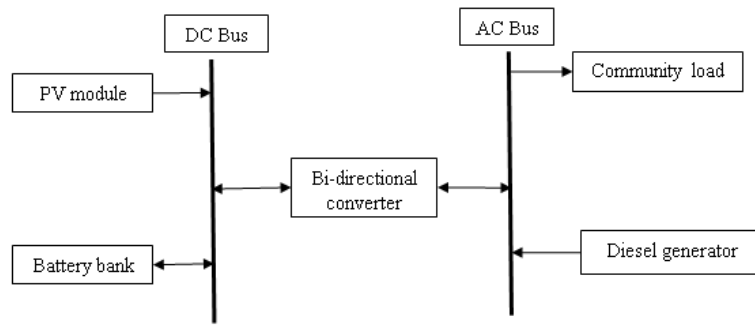 DC Bus
AC Bus
PV module
Community load
Bi-directional
converter
Battery bank
Diesel generator